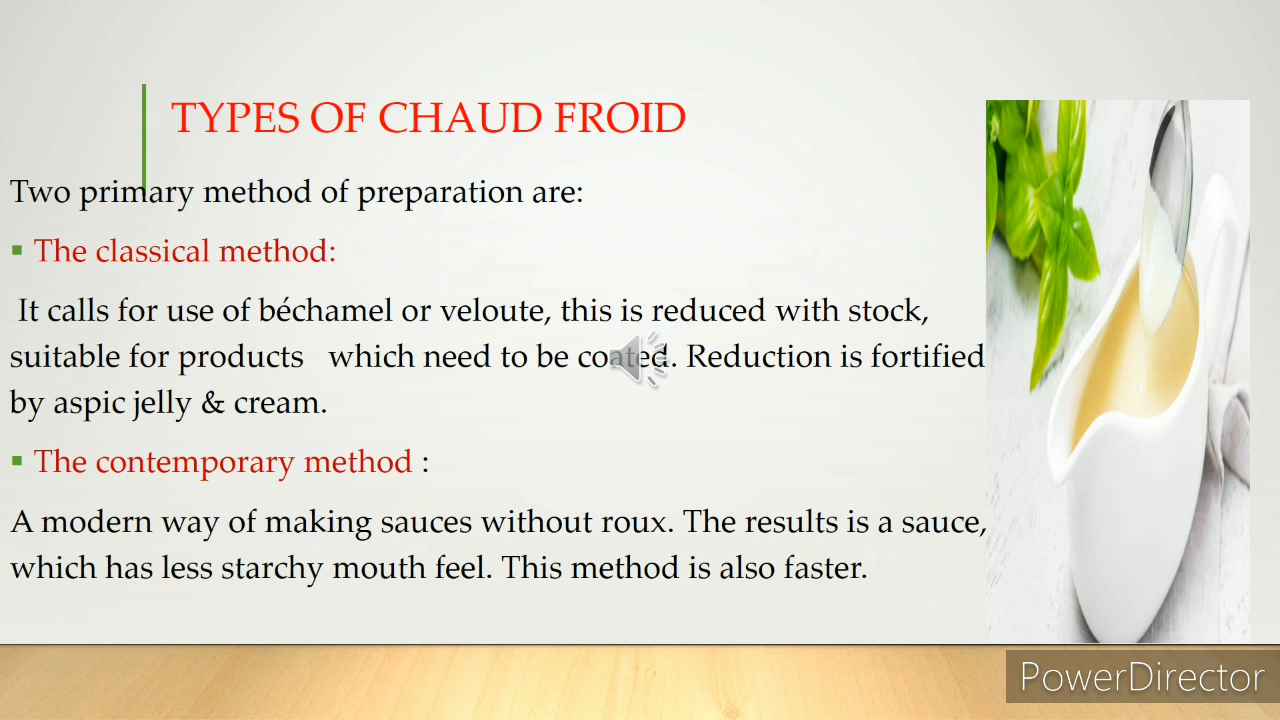 TYPES OF CHAUD FROID
Two primary method of preparation are:
▪ The classical method:
It calls for use of béchamel or veloute, this is reduced with stock,
suitable for products which need to be coated. Reduction is fortified
by aspic jelly & cream.
▪ The contemporary method :
A modern way of making sauces without roux. The results is a sauce,
which has less starchy mouth feel. This method is also faster.
PowerDirector